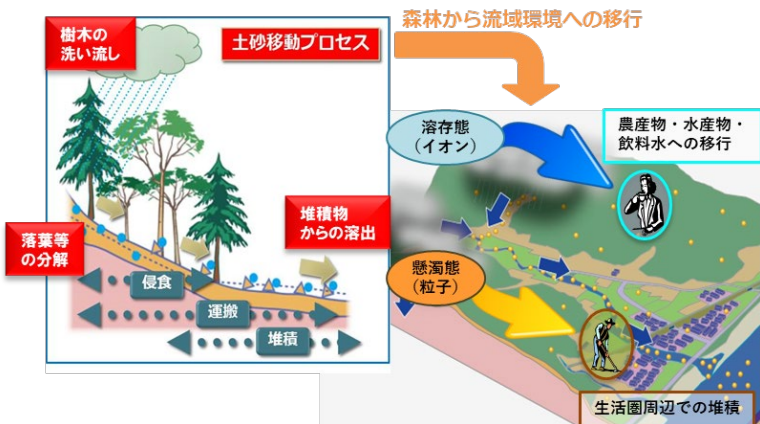 森林から流域環境への移行
樹木の
洗い流し
土砂移動プロセス
溶存態
（イオン）
農産物・水産物・
飲料水への移行
落葉等
の分解
堆積物
からの溶出
侵食
運搬
堆積
懸濁態
（粒子）
生活圏周辺での堆積